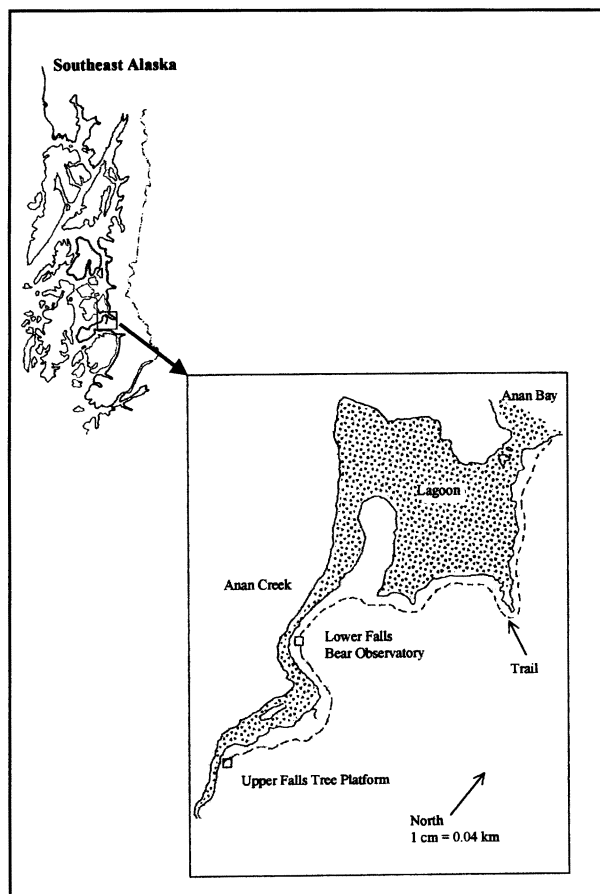 Southeast Alaska
Anan Bay
Lagoon
Anan Creek
Lower Falls
Bear Observatory
Trail
Upper Falls Tree Platform
North
1 cm = 0.04 km